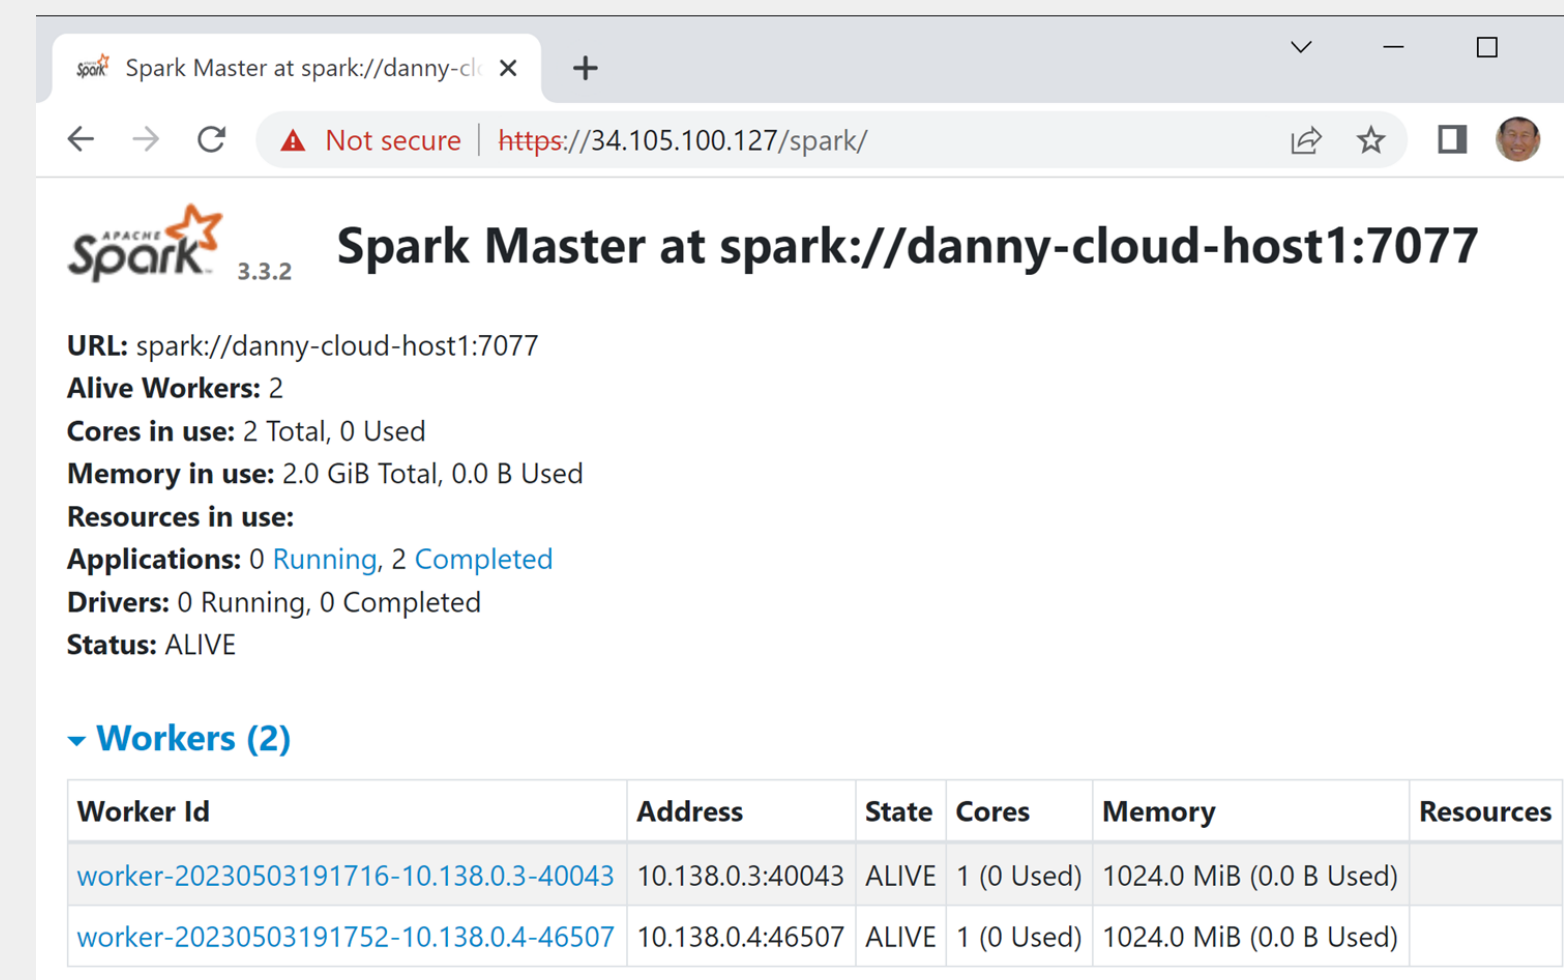 Spark Spark Master at spark://danny-cl
Not secure https://34.105.100.127/spark/
APACHE Spark 3.3.2 Spark Master at spark://danny-cloud-host1:7077
URL: spark://danny-cloud-host1:7077
Alive Workers: 2
Cores in use: 2 Total, 0 Used
Memory in use: 2.0 GiB Total, 0.0 B Used
Resources in use:
Applications: 0 Running, 2 Completed
Drivers: 0 Running, 0 Completed
Status: ALIVE
Workers (2)
Worker Id Address State Cores Memory Resources
worker-20230503191716-10.138.0.3-40043 10.138.0.3:40043 ALIVE 1 (0 Used) 1024.0 MiB (0.0 B Used)
worker-20230503191752-10.138.0.4-46507 10.138.0.4:46507 ALIVE 1 (0 Used) 1024.0 MiB (0.0 B Used)